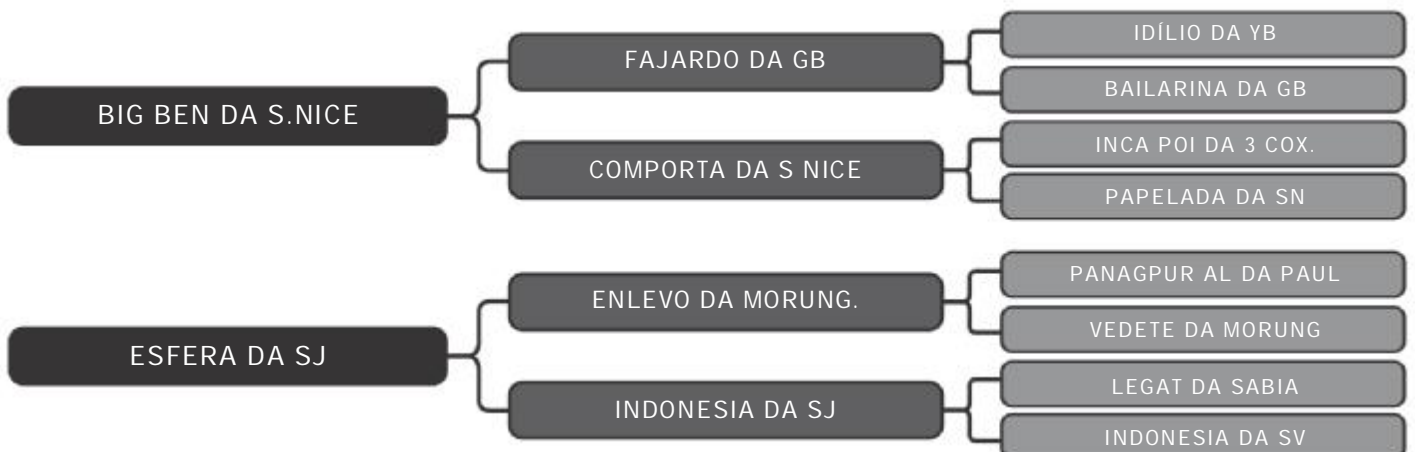 IDÍLIO DA YB
FAJARDO DA GB
BAILARINA DA GB
BIG BEN DA S.NICE
INCA POI DA 3 COX.
COMPORTA DA S NICE
PAPELADA DA SN
PANAGPUR AL DA PAUL
ENLEVO DA MORUNG.
VEDETE DA MORUNG
ESFERA DA SJ
LEGAT DA SABIA
INDONESIA DA SJ
INDONESIA DA SV